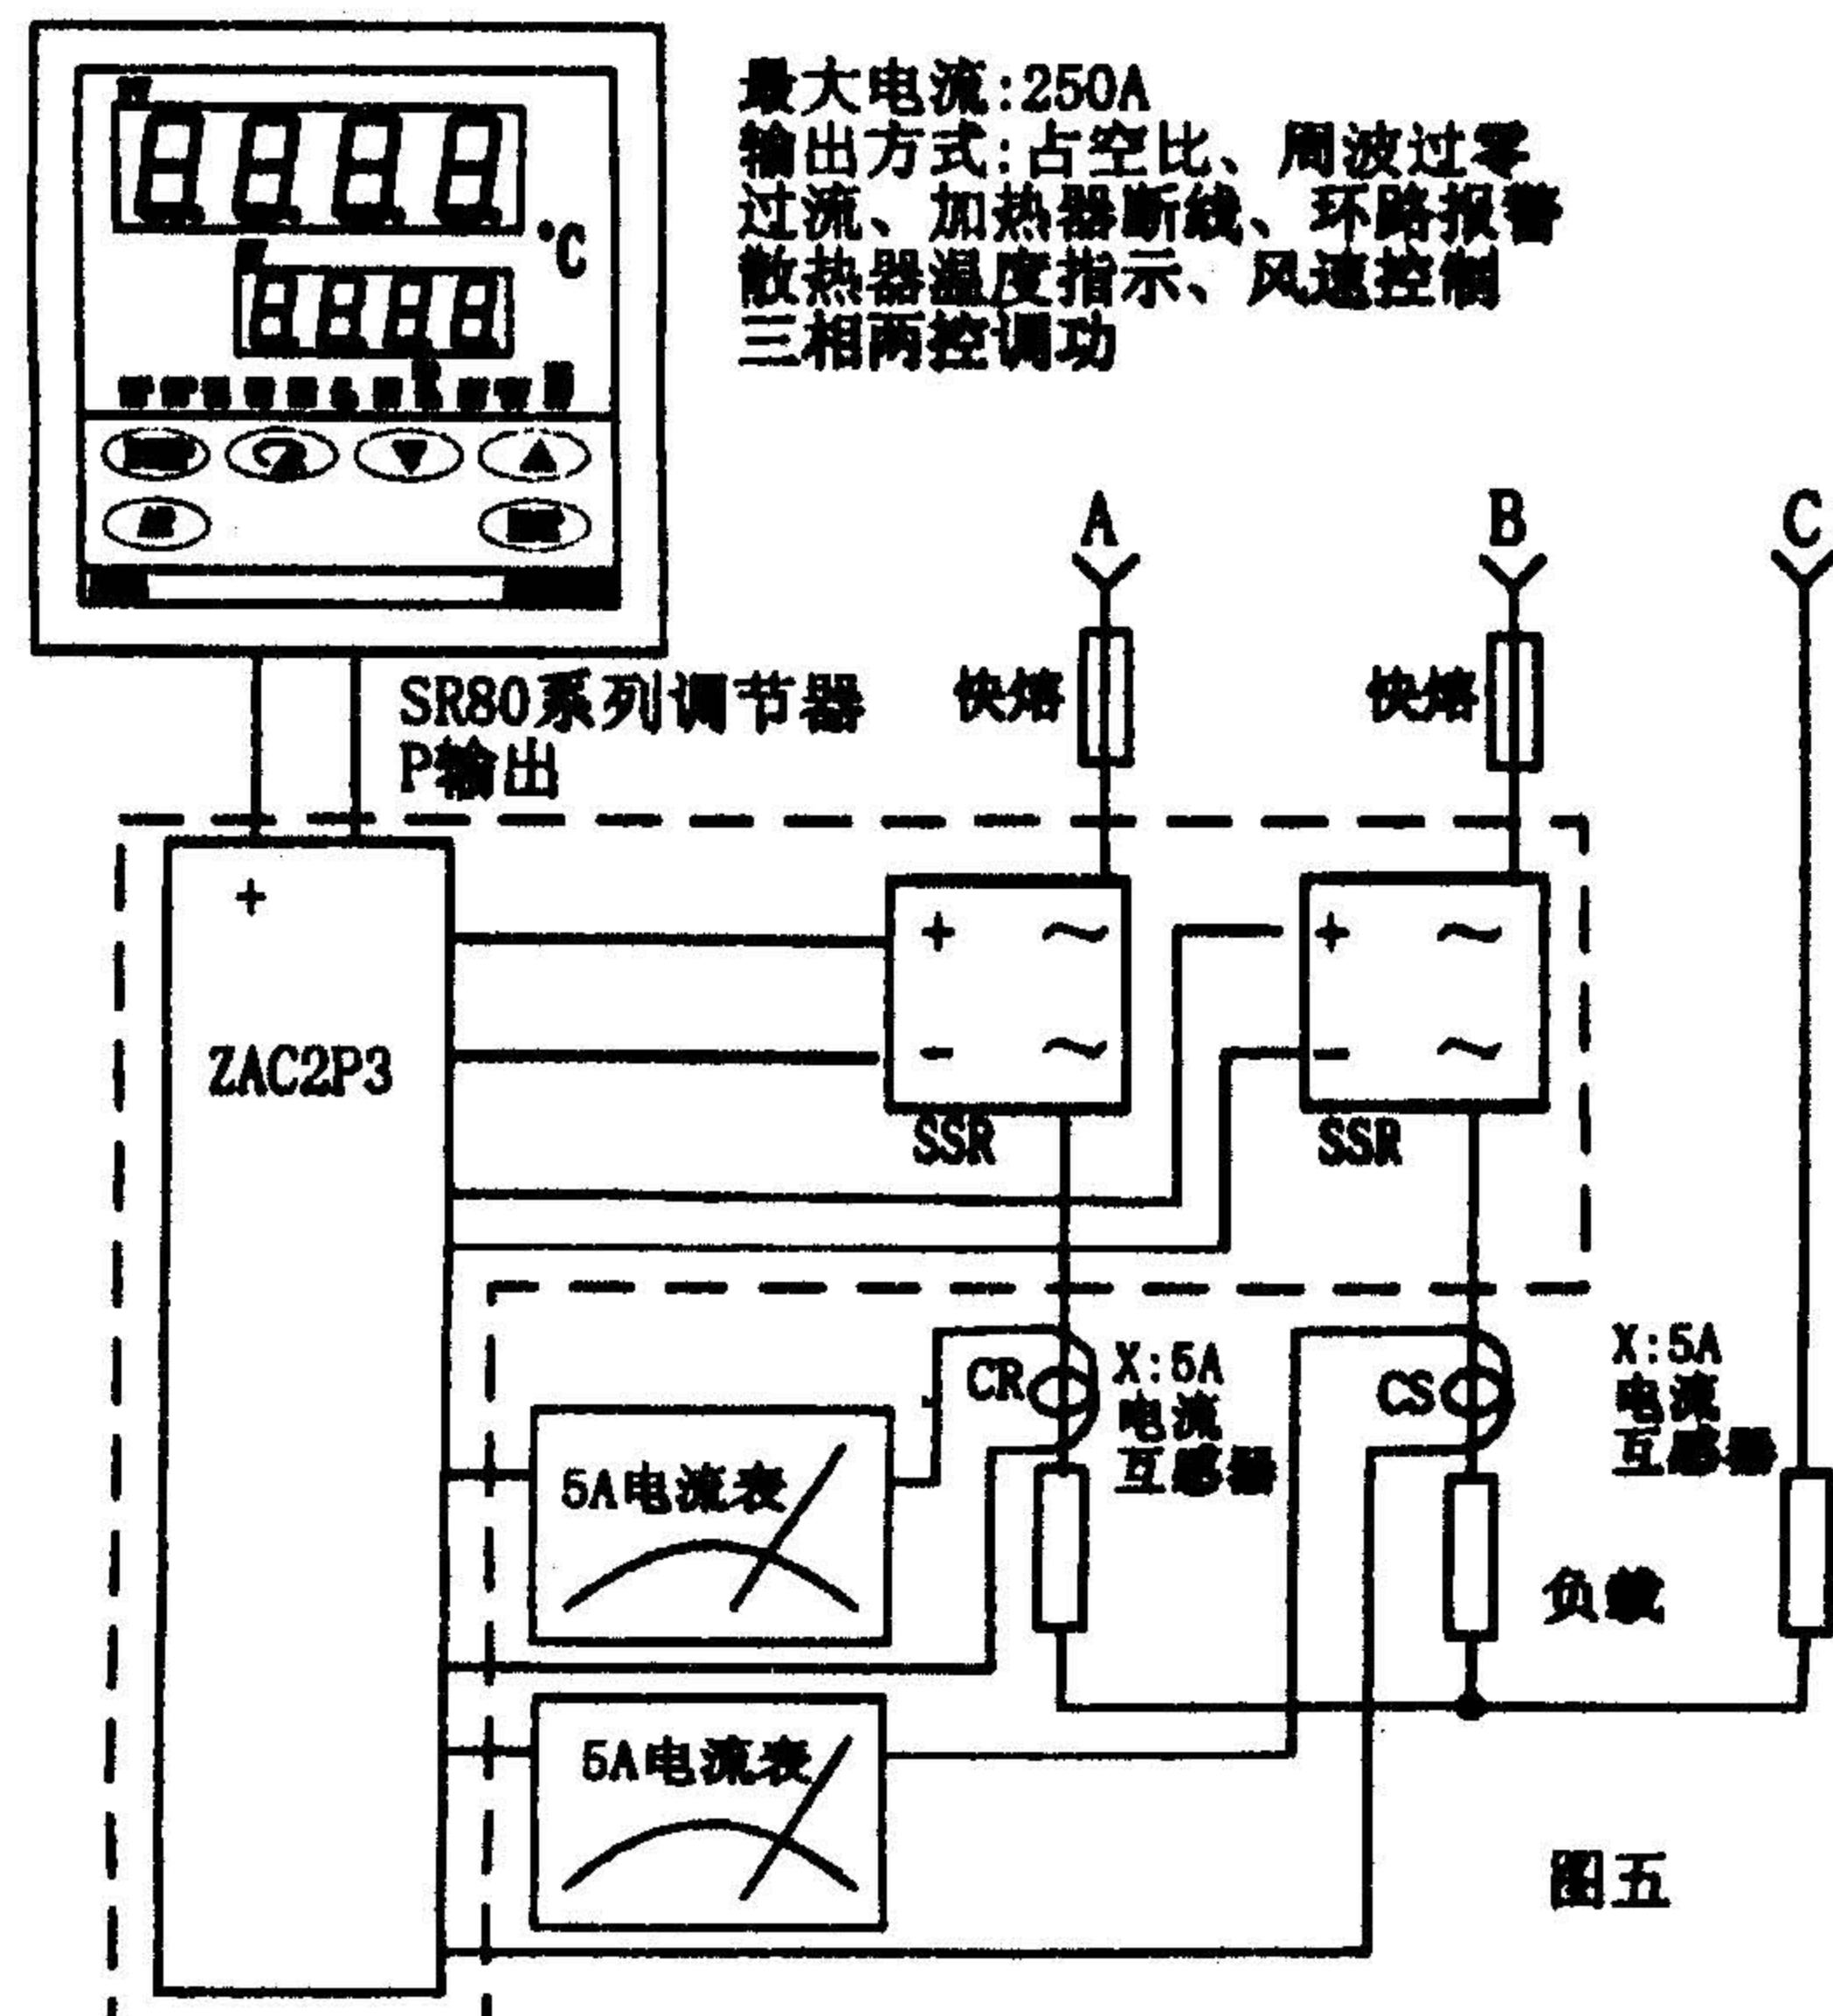 最大电流:250A
输出方式:占空比、周波过零
过流、加热器断线、环路报警
散热器温度指示、风速控制
三相两控调功
8888
℃
8888
SR80系列调节器
P输出
A
B
C
快熔
快熔
+
ZAC2P3
+ ~
- ~
SSR
+ ~
- ~
SSR
CR
X:5A
电流
互感器
CS
X:5A
电流
互感器
5A电流表
负载
5A电流表
图五